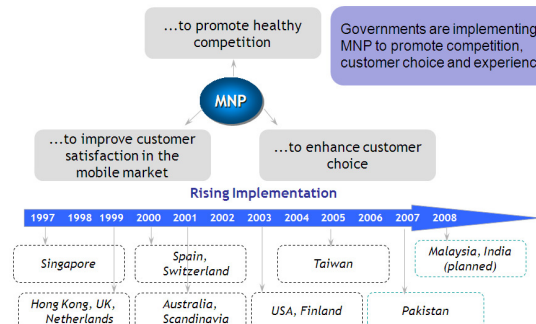 ...to promote healthy
competition
Governments are implementing
MNP to promote competition,
customer choice and experienc
MNP
...to improve customer
satisfaction in the
mobile market
...to enhance customer
choice
Rising Implementation
1997 1998 1999 2000 2001 2002 2003 2004 2005 2006 2007 2008
Singapore
Spain,
Switzerland
Taiwan
Malaysia, India
(planned)
Hong Kong, UK,
Netherlands
Australia,
Scandinavia
USA, Finland
Pakistan